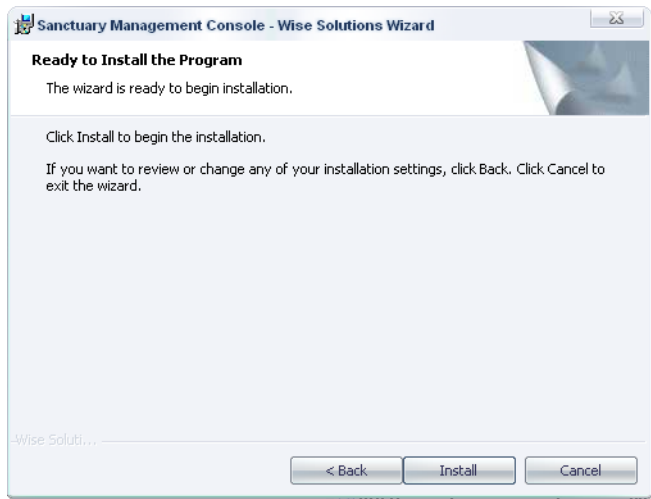 Sanctuary Management Console - Wise Solutions Wizard
Ready to Install the Program
The wizard is ready to begin installation.
Click Install to begin the installation.
If you want to review or change any of your installation settings, click Back. Click Cancel to
exit the wizard.
Wise Soluti...
< Back Install Cancel